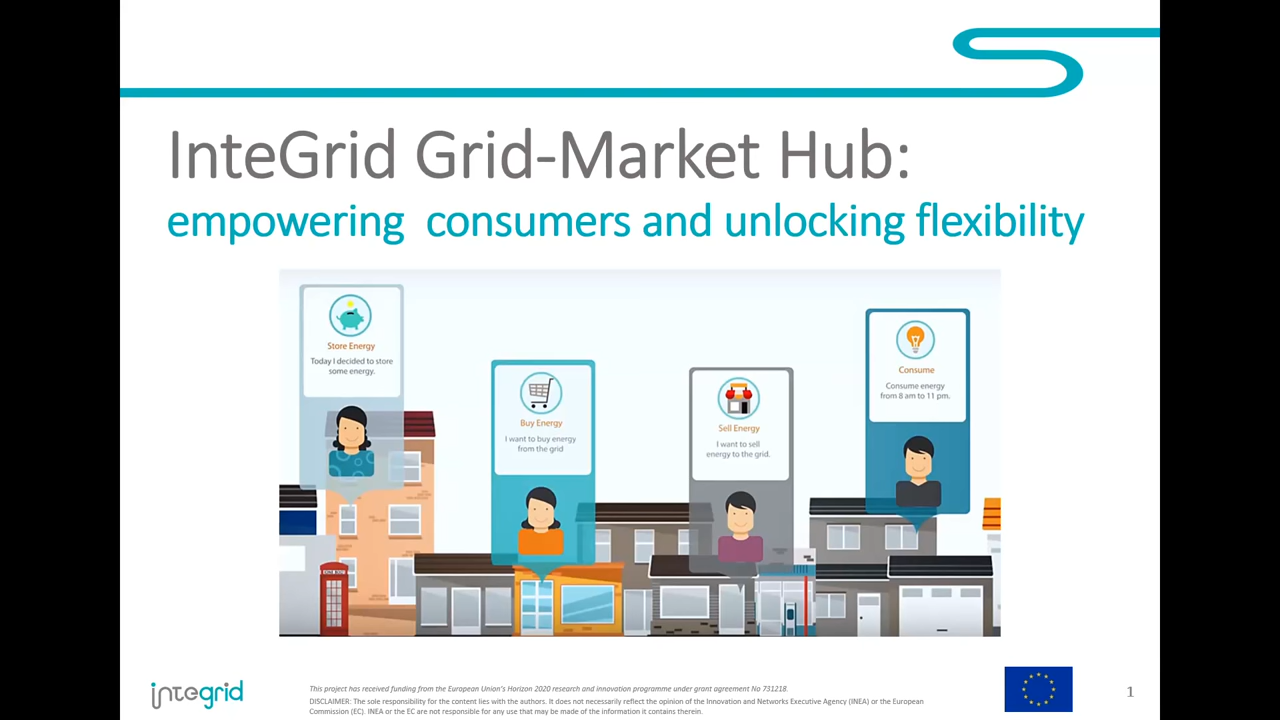 InteGrid Grid-Market Hub:
empowering consumers and unlocking flexibility
Store Energy
Today I decided to store
some energy.
Buy Energy
I want to buy energy
from the grid
Sell Energy
I want to sell
energy to the grid.
Consume
Consume energy
from 8 am to 11 pm.
integrid
This project has received funding from the European Union's Horizon 2020 research and innovation programme under grant agreement No 731218.
DISCLAIMER: The sole responsibility for the content lies with the authors. It does not necessarily reflect the opinion of the Innovation and Networks Executive Agency (INEA) or the European
Commission (EC). INEA or the EC are not responsible for any use that may be made of the information it contains therein.
1